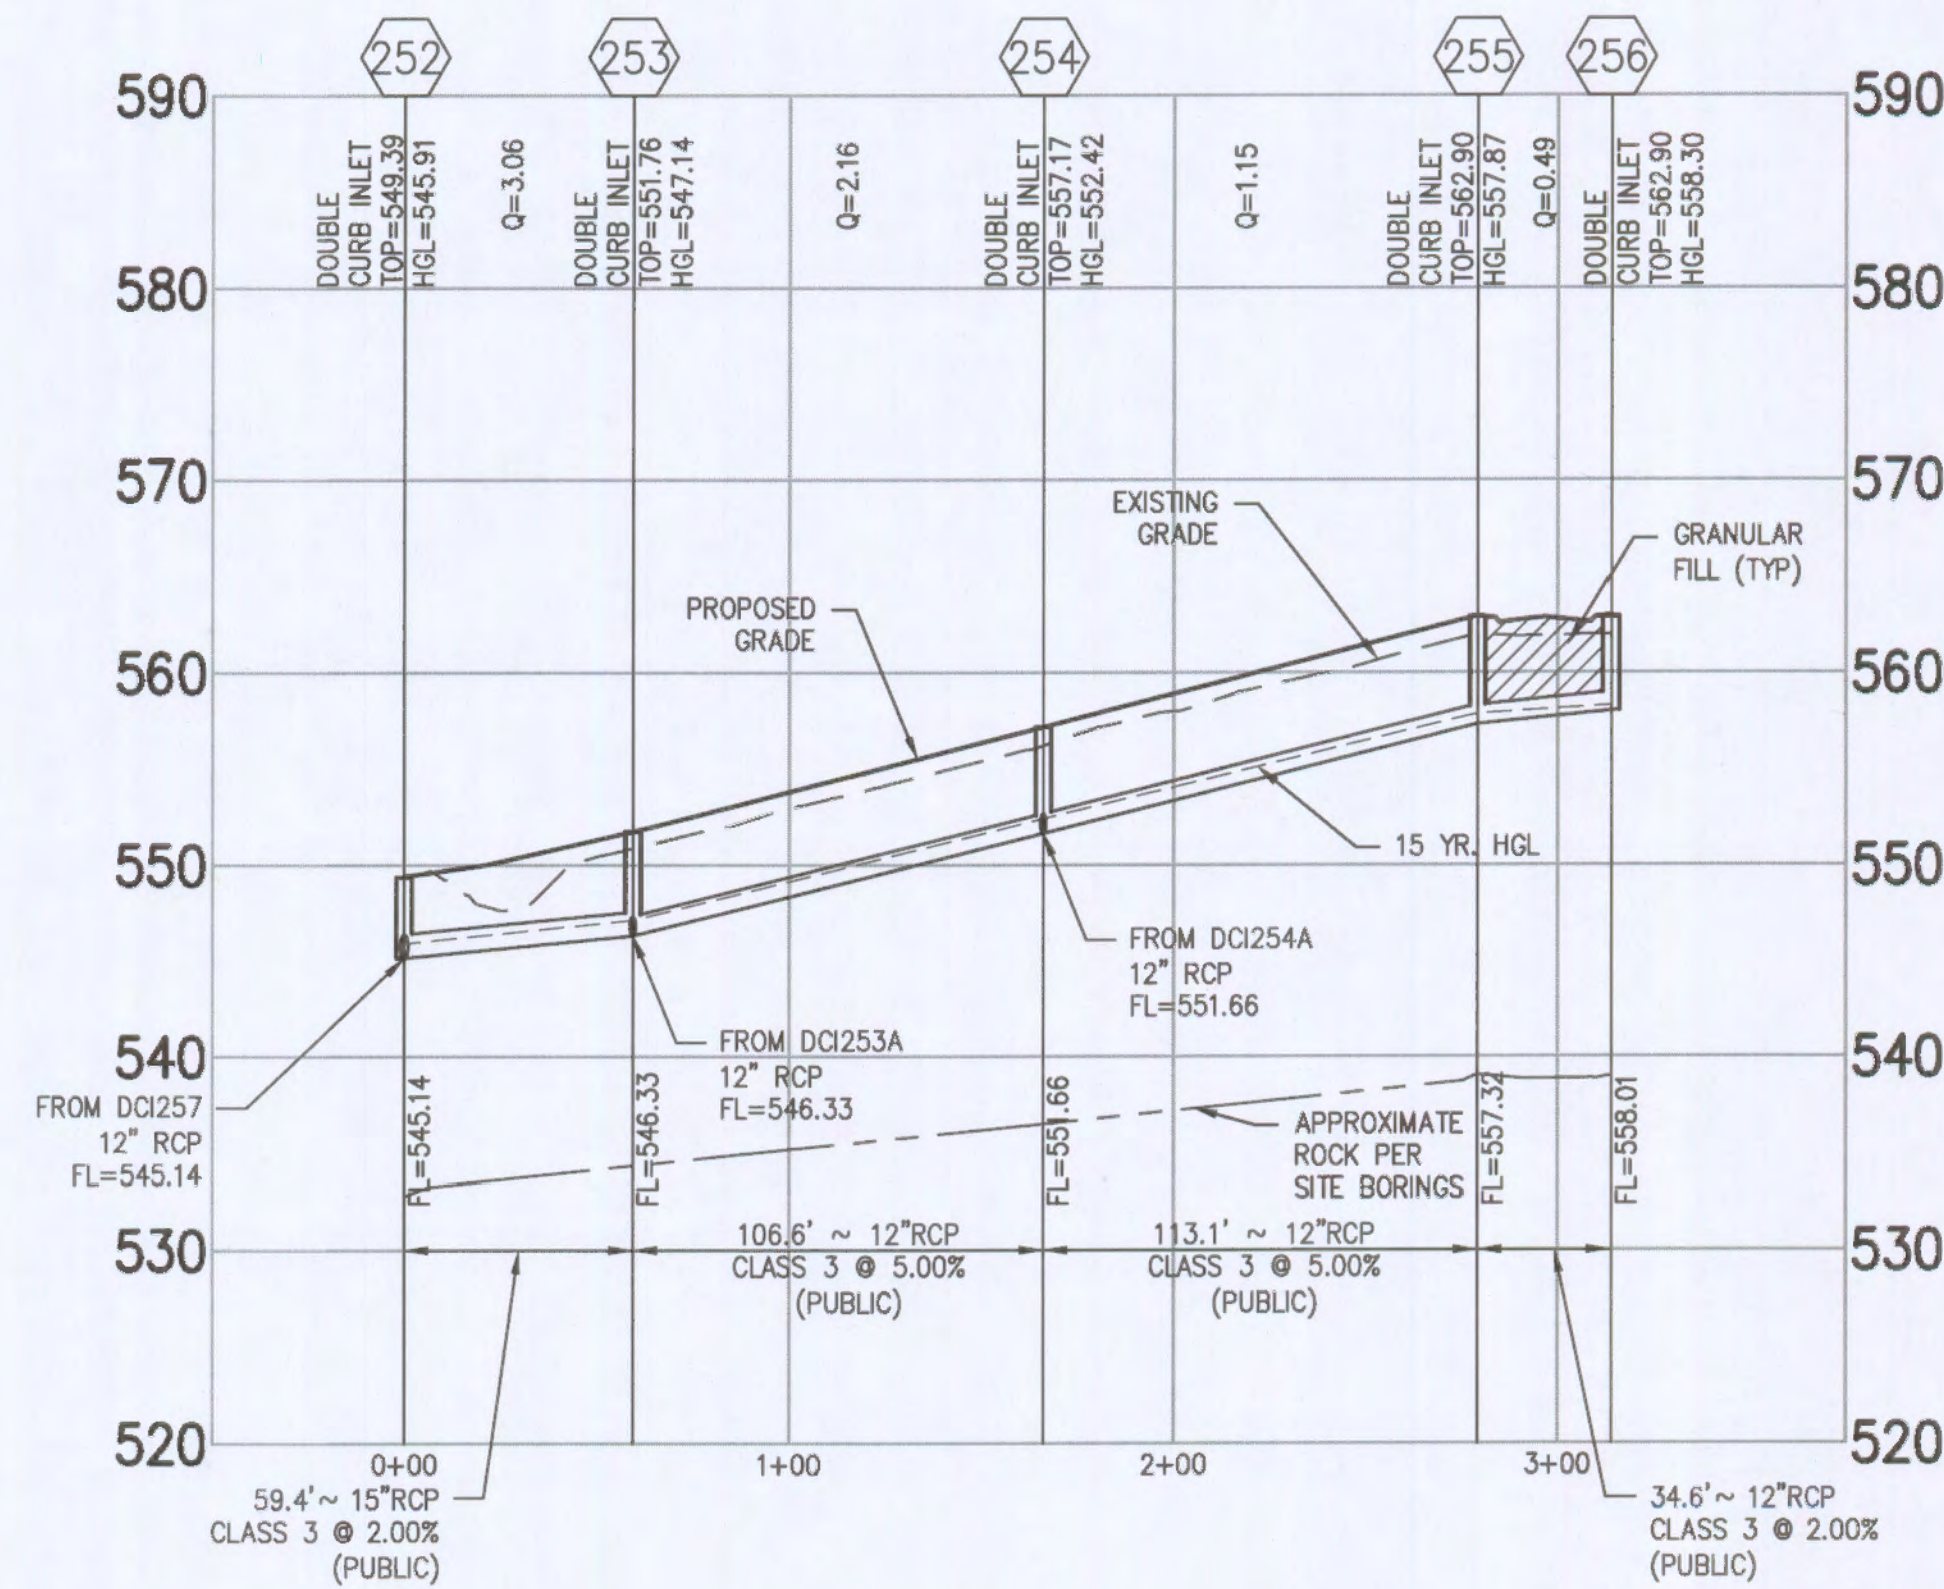 252
253
254
255
256
590
590
DOUBLE
CURB INLET
TOP=549.39
HGL=545.91
Q=3.06
DOUBLE
CURB INLET
TOP=551.76
HGL=547.14
Q=2.16
DOUBLE
CURB INLET
TOP=557.17
HGL=552.42
Q=1.15
DOUBLE
CURB INLET
TOP=562.90
HGL=557.87
Q=0.49
DOUBLE
CURB INLET
TOP=562.90
HGL=558.30
580
580
570
570
EXISTING
GRADE
GRANULAR
FILL (TYP)
PROPOSED
GRADE
560
560
15 YR. HGL
550
550
FROM DCI254A
12" RCP
FL=551.66
FROM DCI253A
12" RCP
FL=546.33
540
540
FROM DCI257
12" RCP
FL=545.14
FL=545.14
FL=546.33
FL=551.66
APPROXIMATE
ROCK PER
SITE BORINGS
FL=557.32
FL=558.01
530
530
106.6' ~ 12"RCP
CLASS 3 @ 5.00%
(PUBLIC)
113.1' ~ 12"RCP
CLASS 3 @ 5.00%
(PUBLIC)
520
520
0+00
1+00
2+00
3+00
59.4'~ 15"RCP
CLASS 3 @ 2.00%
(PUBLIC)
34.6'~ 12"RCP
CLASS 3 @ 2.00%
(PUBLIC)